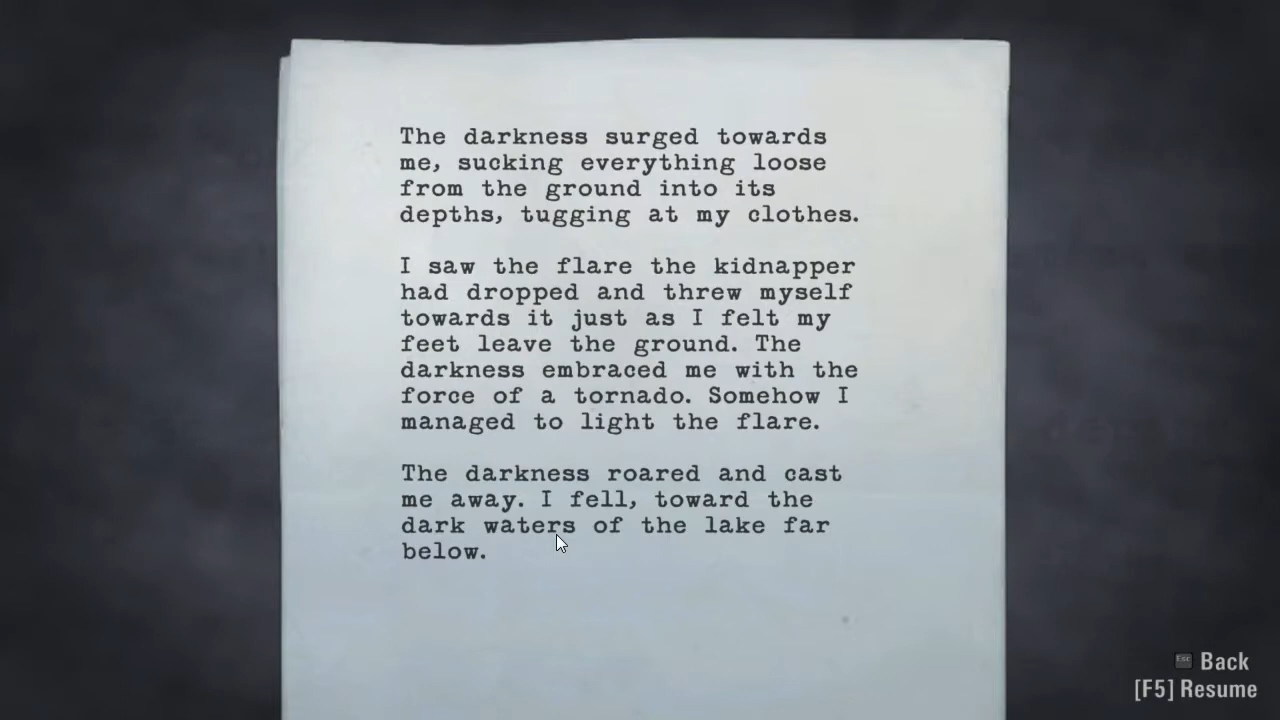 The darkness surged towards
me, sucking everything loose
from the ground into its
depths, tugging at my clothes.
I saw the flare the kidnapper
had dropped and threw myself
towards it just as I felt my
feet leave the ground. The
darkness embraced me with the
force of a tornado. Somehow I
managed to light the flare.
The darkness roared and cast
me away. I fell, toward the
dark waters of the lake far
below.
Esc Back
[F5] Resume